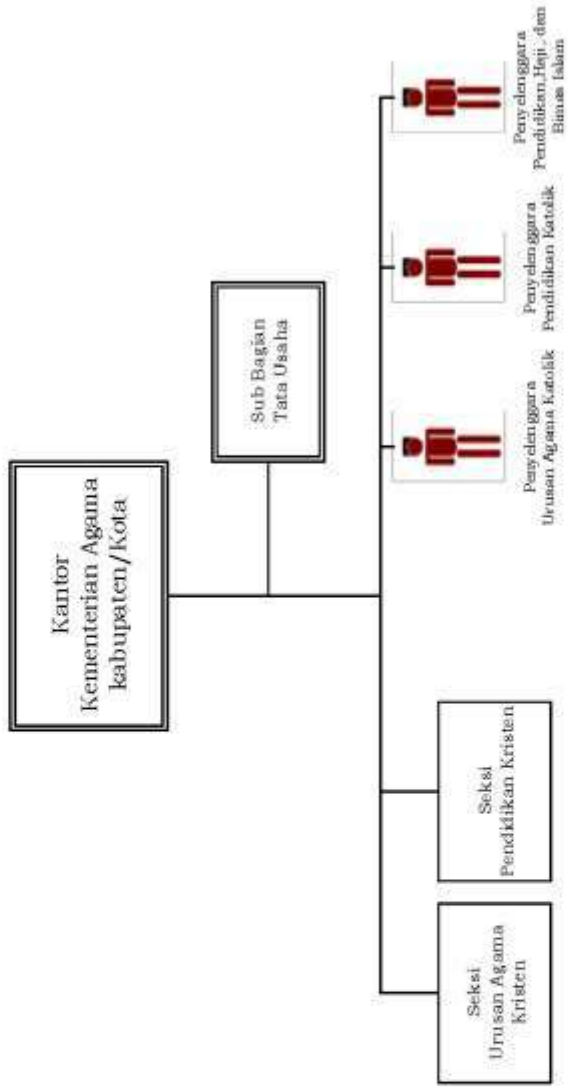 Kantor
Kementerian Agama
kabupaten/Kota
Sub Bagian
Tata Usaha
Seksi
Urusan Agama
Kristen
Seksi
Pendidikan Kristen
Penyelenggara
Urusan Agama Katolik
Penyelenggara
Pendidikan Katolik
Penyelenggara
Pendidikan,Haji, dan
Bimas Islam